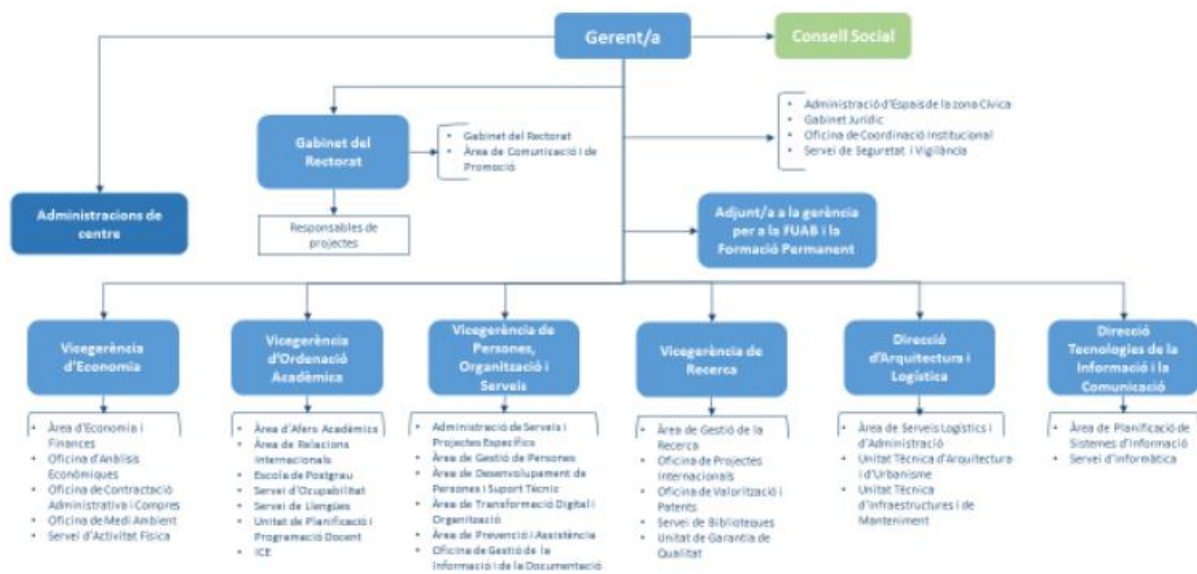 Gerent/a
Consell Social
Administració d'Espais de la zona Cívica
Gabinet Jurídic
Oficina de Coordinació Institucional
Servei de Seguretat i Vigilància
Gabinet del
Rectorat
Gabinet del Rectorat
Àrea de Comunicació i de
Promoció
Responsables de
projectes
Administracions de
centre
Adjunt/a a la gerència
per a la FUAB i la
Formació Permanent
Vicegerència
d'Economia
Àrea d'Economia i
Finances
Oficina d'Anàlisis
Econòmiques
Oficina de Contractació
Administrativa i Compres
Oficina de Medi Ambient
Servei d'Activitat Física
Vicegerència
d'Ordenació
Acadèmica
Àrea d'Afers Acadèmics
Àrea de Relacions
Internacionals
Escola de Postgrau
Servei d'Ocupabilitat
Servei de Llengües
Unitat de Planificació i
Programació Docent
ICE
Vicegerència de
Persones,
Organització i
Serveis
Administració de Serveis i
Projectes Específics
Àrea de Gestió de Persones
Àrea de Desenvolupament de
Persones i Suport Tècnic
Àrea de Transformació Digital i
Organització
Àrea de Prevenció i Assistència
Oficina de Gestió de la
Informació i de la Documentació
Vicegerència de
Recerca
Àrea de Gestió de la
Recerca
Oficina de Projectes
Internacionals
Oficina de Valorització i
Patents
Servei de Biblioteques
Unitat de Garantia de
Qualitat
Direcció
d'Arquitectura i
Logística
Àrea de Serveis Logístics i
d'Administració
Unitat Tècnica d'Arquitectura
i d'Urbanisme
Unitat Tècnica
d'Infraestructures i de
Manteniment
Direcció
Tecnologies de la
Informació i la
Comunicació
Àrea de Planificació de
Sistemes d'Informació
Servei d'Informàtica